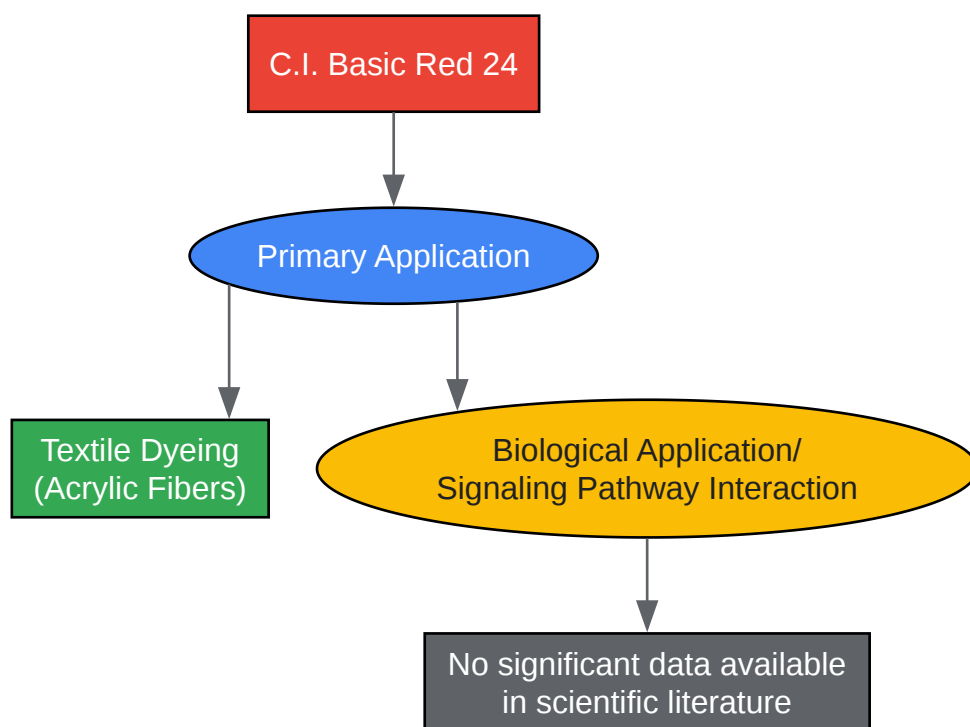 C.I. Basic Red 24
Primary Application
Textile Dyeing
(Acrylic Fibers)
Biological Application/
Signaling Pathway Interaction
No significant data available
in scientific literature